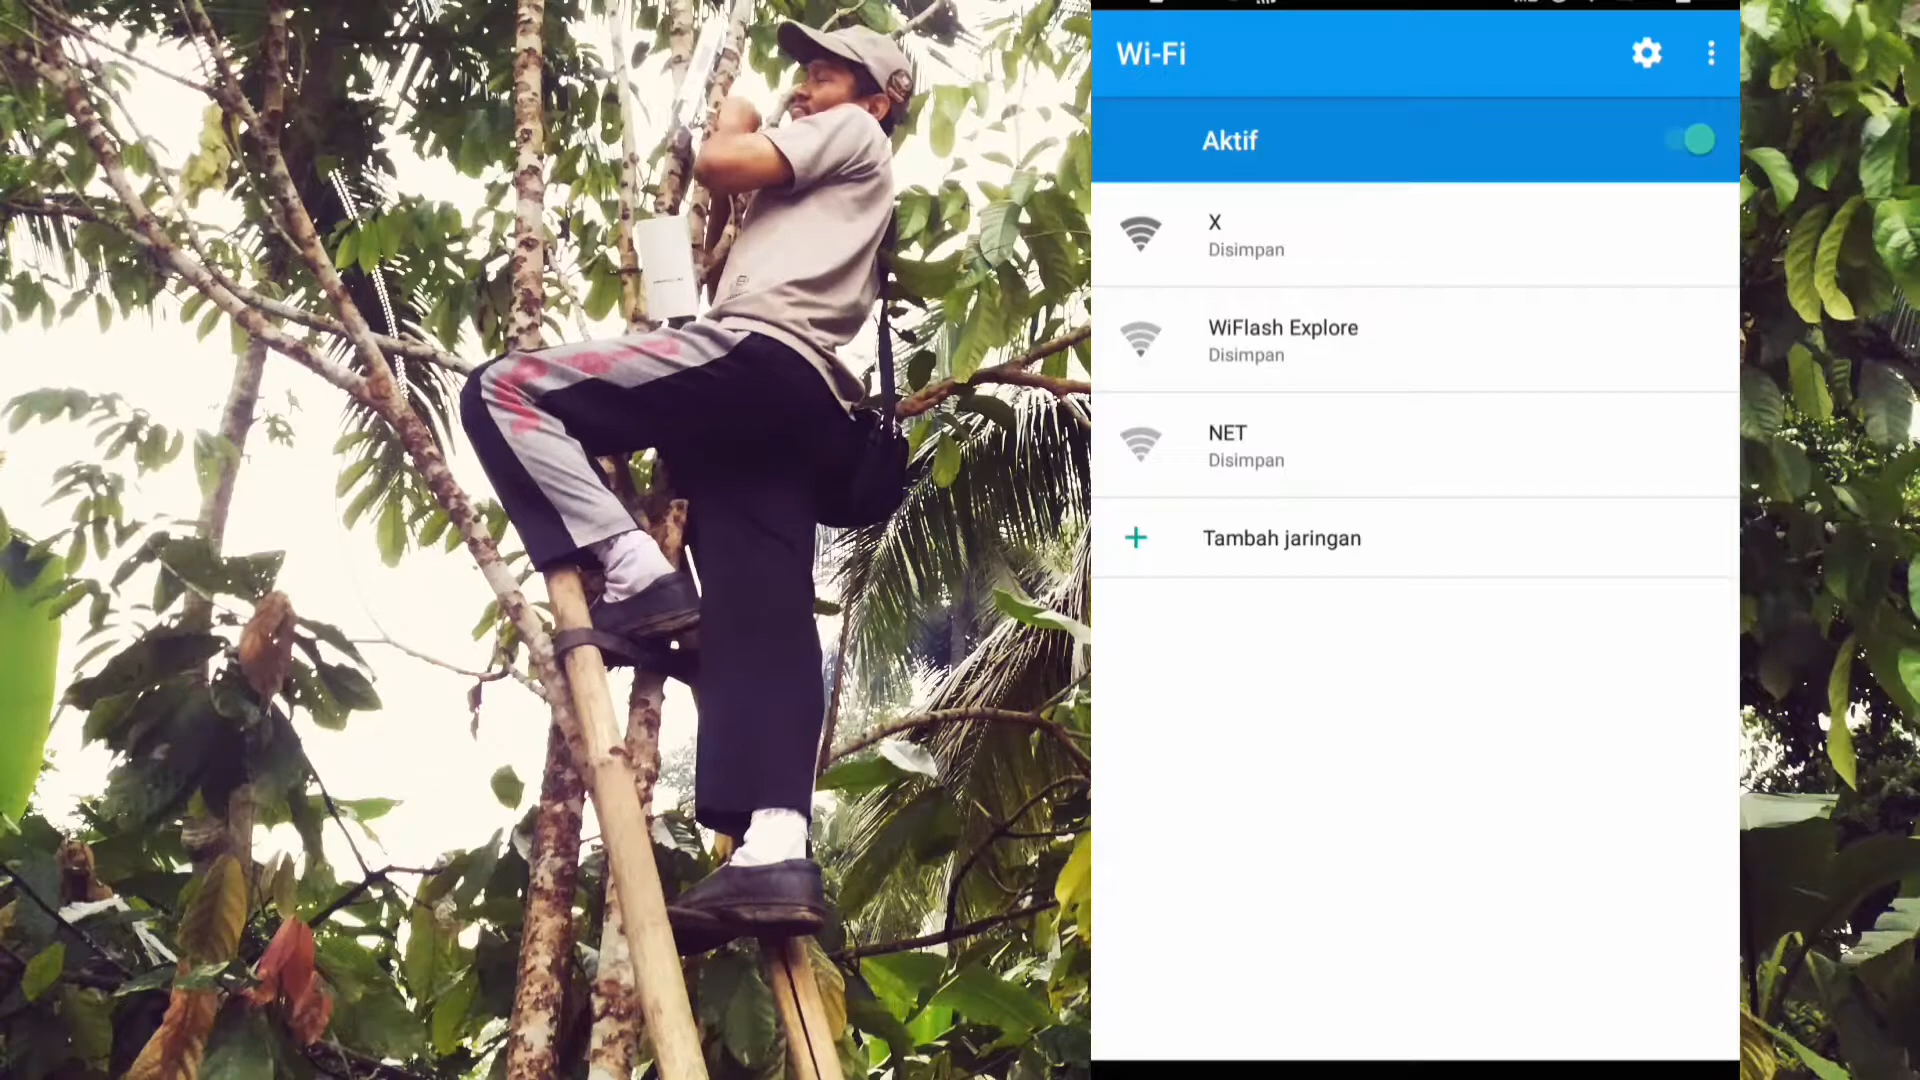 Wi-Fi
Aktif
X
Disimpan
WiFlash Explore
Disimpan
NET
Disimpan
Tambah jaringan